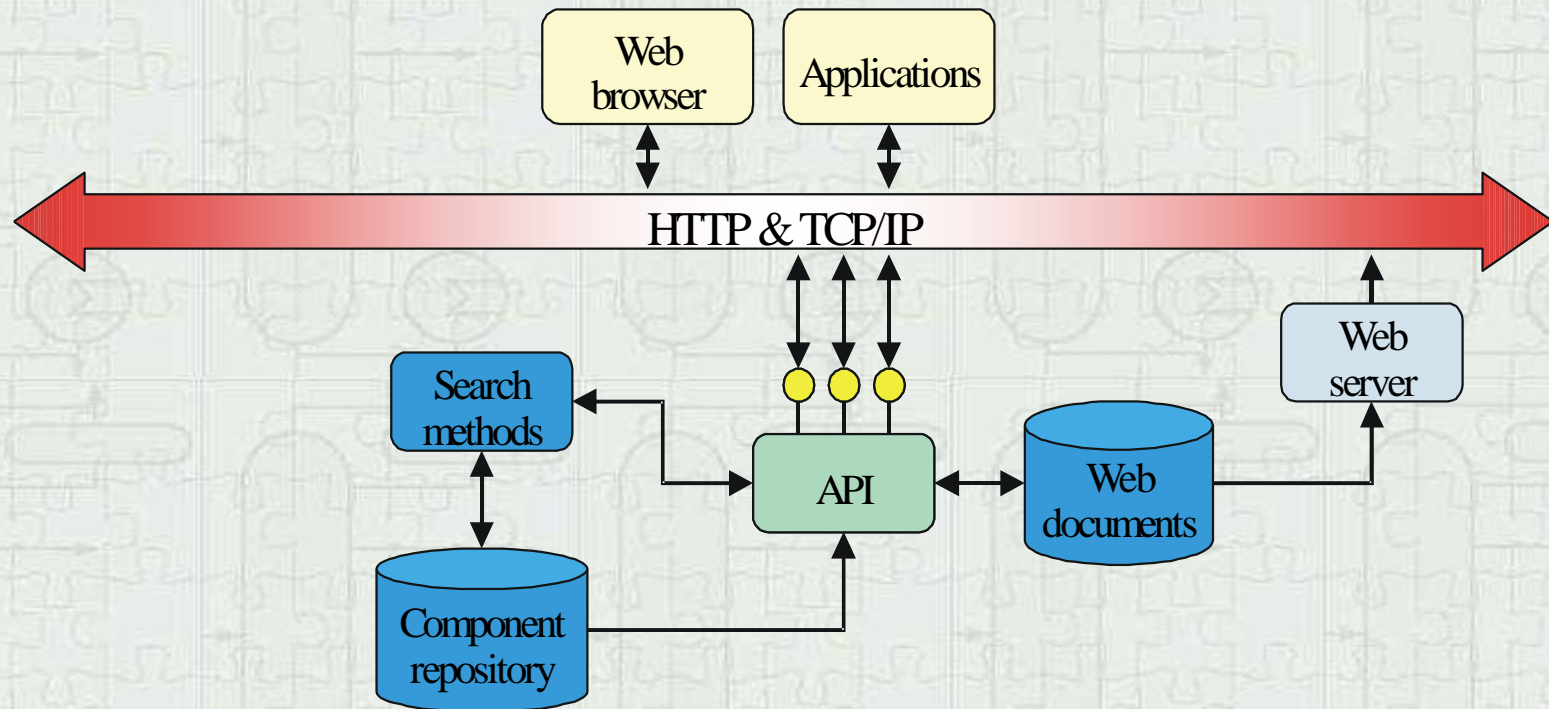 Web
browser
Applications
HTTP & TCP/IP
Web
server
Search
methods
API
Web
documents
Component
repository